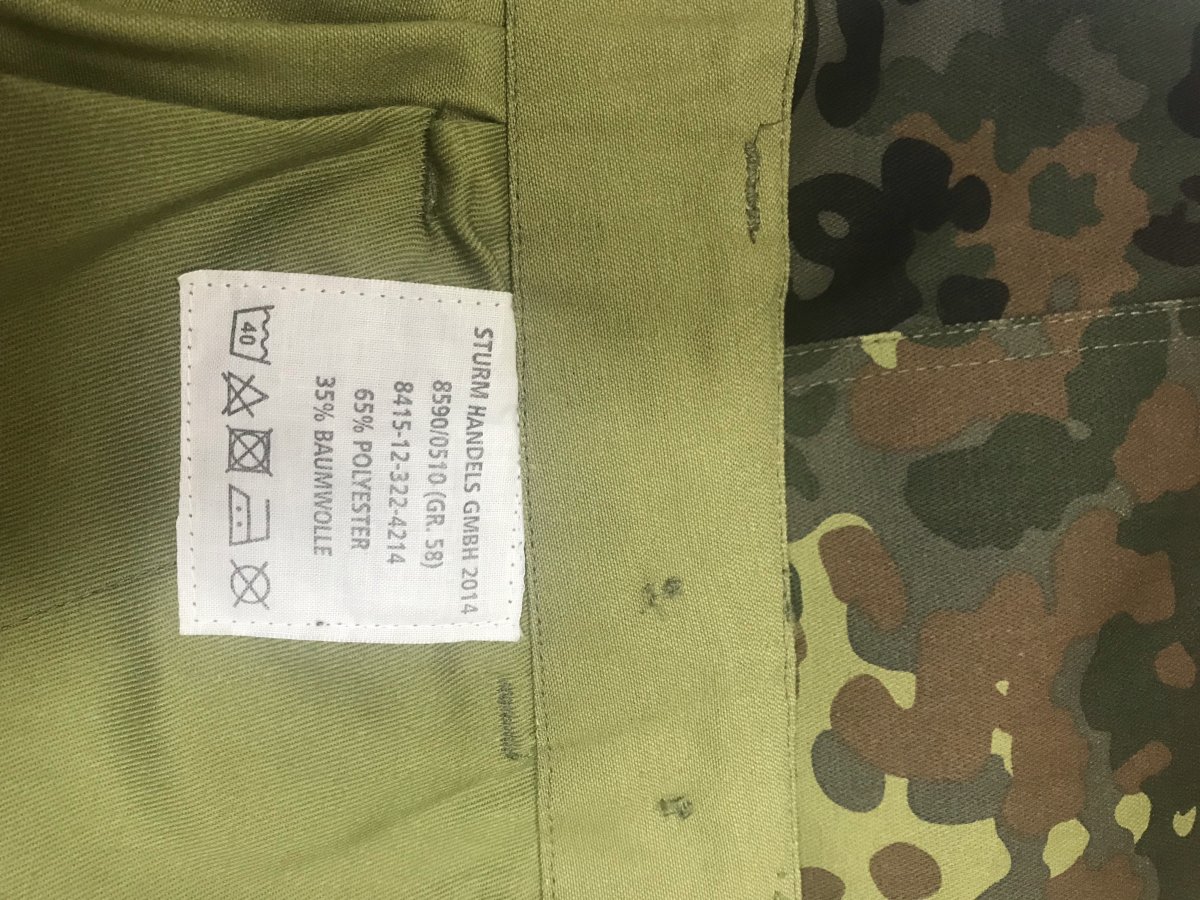 STURM HANDELS GMBH 2014
8590/0510 (GR. 58)
8415-12-322-4214
65% POLYESTER
35% BAUMWOLLE
40